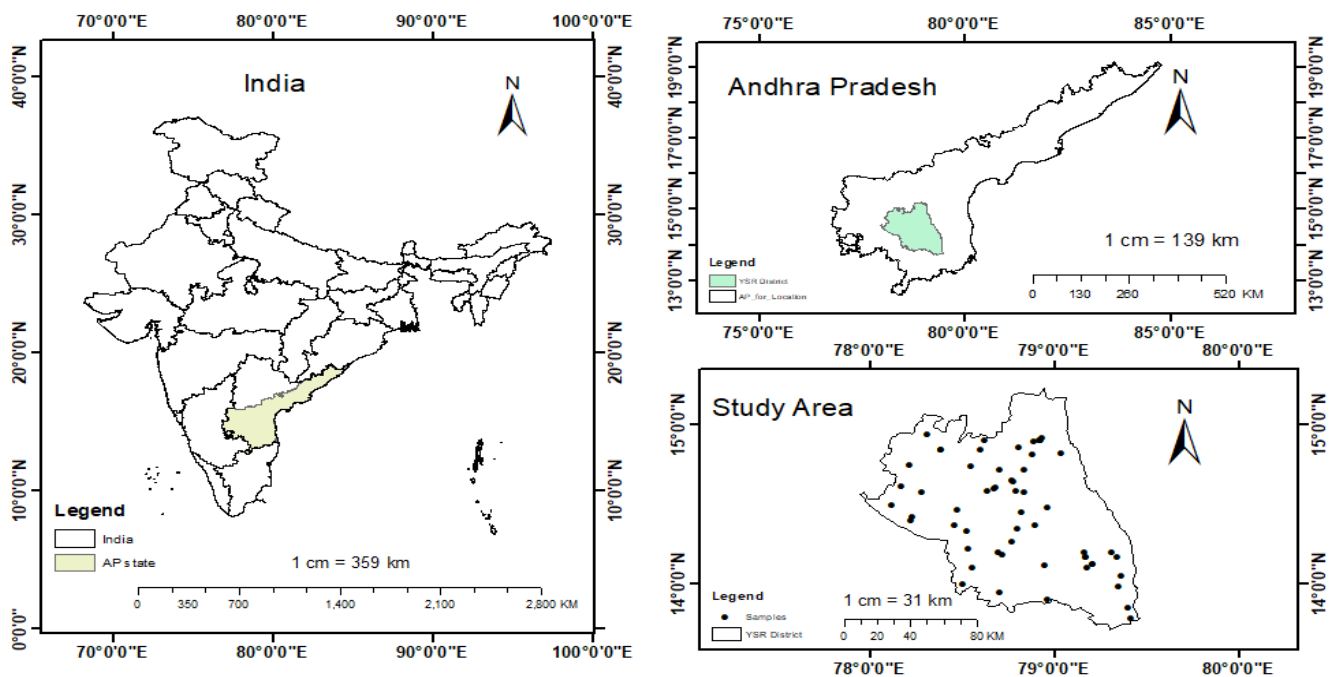 70°0'0"E 80°0'0"E 90°0'0"E 100°0'0"E
India
N
40°0'0"N
30°0'0"N
20°0'0"N
10°0'0"N
0°0'0"
40°0'0"N
30°0'0"N
20°0'0"N
10°0'0"N
0°0'0"
Legend
India
AP state
1 cm = 359 km
0 350 700 1,400 2,100 2,800 KM
70°0'0"E 80°0'0"E 90°0'0"E 100°0'0"E
75°0'0"E 80°0'0"E 85°0'0"E
Andhra Pradesh
N
19°0'0"N
17°0'0"N
15°0'0"N
13°0'0"N
19°0'0"N
17°0'0"N
15°0'0"N
13°0'0"N
1 cm = 139 km
Legend
YSR District
AP_for_Location
0 130 260 520 KM
75°0'0"E 80°0'0"E 85°0'0"E
78°0'0"E 79°0'0"E 80°0'0"E
Study Area
N
15°0'0"N
14°0'0"N
15°0'0"N
14°0'0"N
Legend
Samples
YSR District
1 cm = 31 km
0 20 40 80 KM
78°0'0"E 79°0'0"E 80°0'0"E